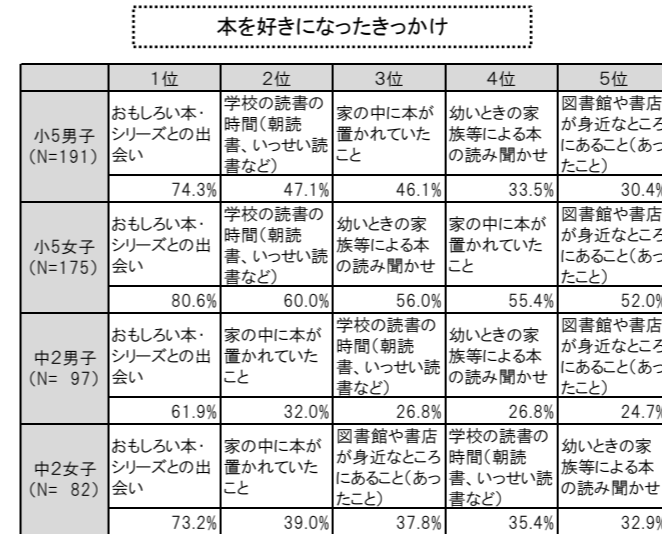 本を好きになったきっかけ
1位 2位 3位 4位 5位
小5男子
(N=191)
おもしろい本・
シリーズとの出
会い
学校の読書の
時間(朝読
書、いっせい読
書など)
家の中に本が
置かれていた
こと
幼いときの家
族等による本
の読み聞かせ
図書館や書店
が身近なところ
にあること(あっ
たこと)
74.3% 47.1% 46.1% 33.5% 30.4%
小5女子
(N=175)
おもしろい本・
シリーズとの出
会い
学校の読書の
時間(朝読
書、いっせい読
書など)
幼いときの家
族等による本
の読み聞かせ
家の中に本が
置かれていた
こと
図書館や書店
が身近なところ
にあること(あっ
たこと)
80.6% 60.0% 56.0% 55.4% 52.0%
中2男子
(N= 97)
おもしろい本・
シリーズとの出
会い
家の中に本が
置かれていた
こと
学校の読書の
時間(朝読
書、いっせい読
書など)
幼いときの家
族等による本
の読み聞かせ
図書館や書店
が身近なところ
にあること(あっ
たこと)
61.9% 32.0% 26.8% 26.8% 24.7%
中2女子
(N= 82)
おもしろい本・
シリーズとの出
会い
家の中に本が
置かれていた
こと
図書館や書店
が身近なところ
にあること(あっ
たこと)
学校の読書の
時間(朝読
書、いっせい読
書など)
幼いときの家
族等による本
の読み聞かせ
73.2% 39.0% 37.8% 35.4% 32.9%